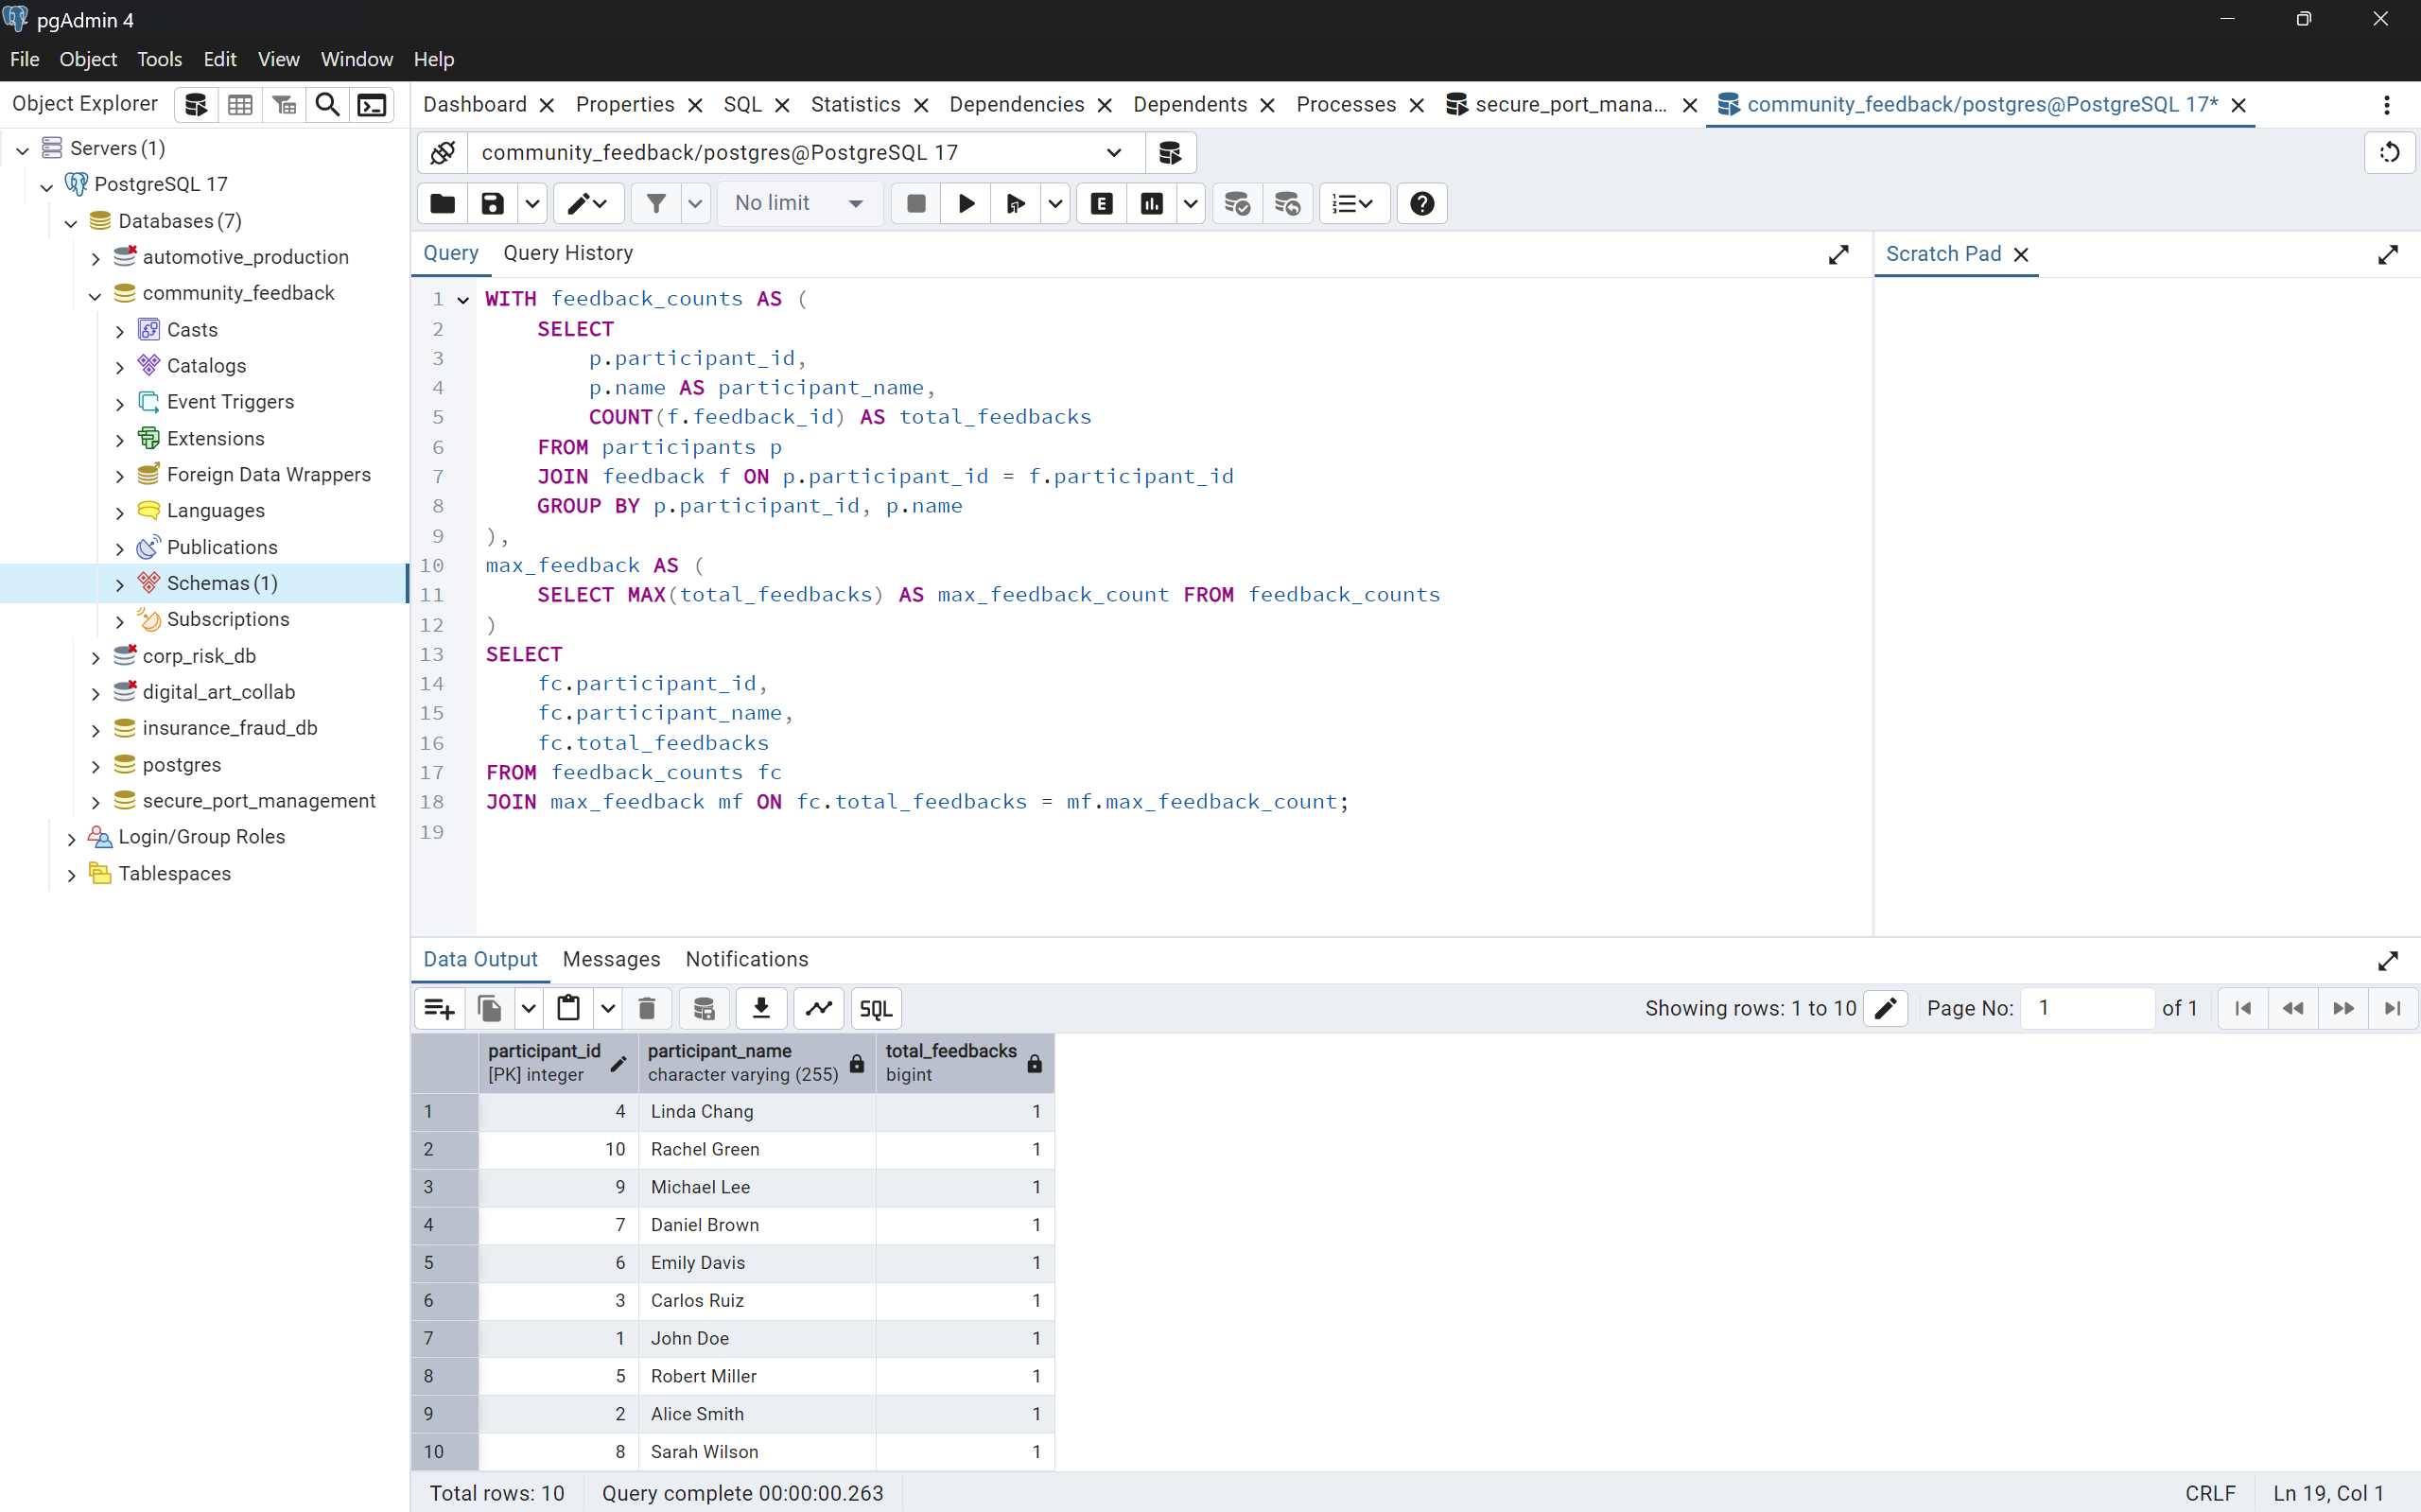 pgAdmin 4
File Object Tools Edit View Window Help
Object Explorer
Servers (1)
PostgreSQL 17
Databases (7)
automotive_production
community_feedback
Casts
Catalogs
Event Triggers
Extensions
Foreign Data Wrappers
Languages
Publications
Schemas (1)
Subscriptions
corp_risk_db
digital_art_collab
insurance_fraud_db
postgres
secure_port_management
Login/Group Roles
Tablespaces
Dashboard Properties SQL Statistics Dependencies Dependents Processes secure_port_mana... community_feedback/postgres@PostgreSQL 17*
community_feedback/postgres@PostgreSQL 17
No limit E
Query Query History
Scratch Pad
1 WITH feedback_counts AS (
2 SELECT
3 p.participant_id,
4 p.name AS participant_name,
5 COUNT(f.feedback_id) AS total_feedbacks
6 FROM participants p
7 JOIN feedback f ON p.participant_id = f.participant_id
8 GROUP BY p.participant_id, p.name
9 ),
10 max_feedback AS (
11 SELECT MAX(total_feedbacks) AS max_feedback_count FROM feedback_counts
12 )
13 SELECT
14 fc.participant_id,
15 fc.participant_name,
16 fc.total_feedbacks
17 FROM feedback_counts fc
18 JOIN max_feedback mf ON fc.total_feedbacks = mf.max_feedback_count;
19
Data Output Messages Notifications
SQL Showing rows: 1 to 10 Page No: 1 of 1
participant_id participant_name total_feedbacks
[PK] integer character varying (255) bigint
1 4 Linda Chang 1
2 10 Rachel Green 1
3 9 Michael Lee 1
4 7 Daniel Brown 1
5 6 Emily Davis 1
6 3 Carlos Ruiz 1
7 1 John Doe 1
8 5 Robert Miller 1
9 2 Alice Smith 1
10 8 Sarah Wilson 1
Total rows: 10 Query complete 00:00:00.263 CRLF Ln 19, Col 1